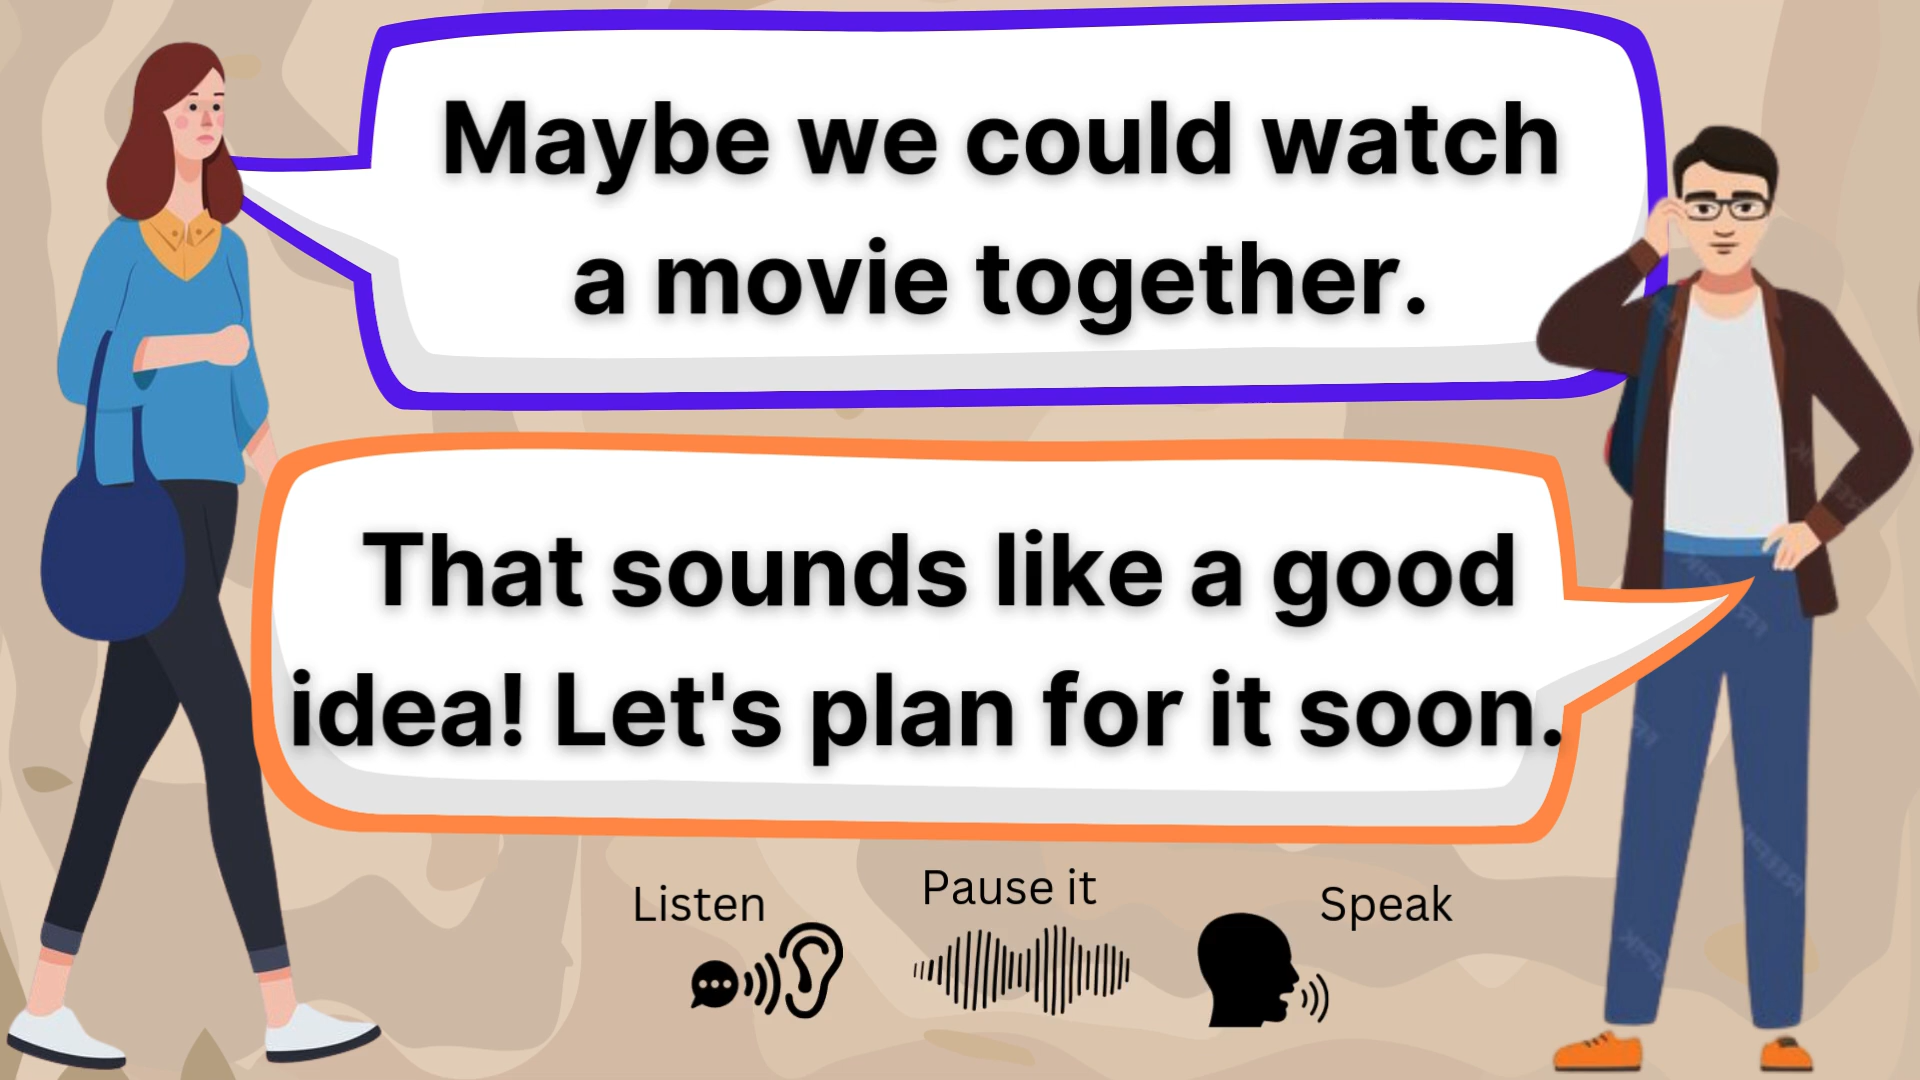 Maybe we could watch
a movie together.
That sounds like a good
idea! Let's plan for it soon.
Listen
Pause it
Speak